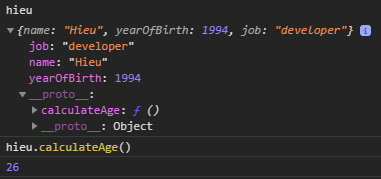 hieu
▼{name: "Hieu", yearOfBirth: 1994, job: "developer"} i
job: "developer"
name: "Hieu"
yearOfBirth: 1994
▼__proto__:
▶calculateAge: ƒ ()
▶__proto__: Object
hieu.calculateAge()
26